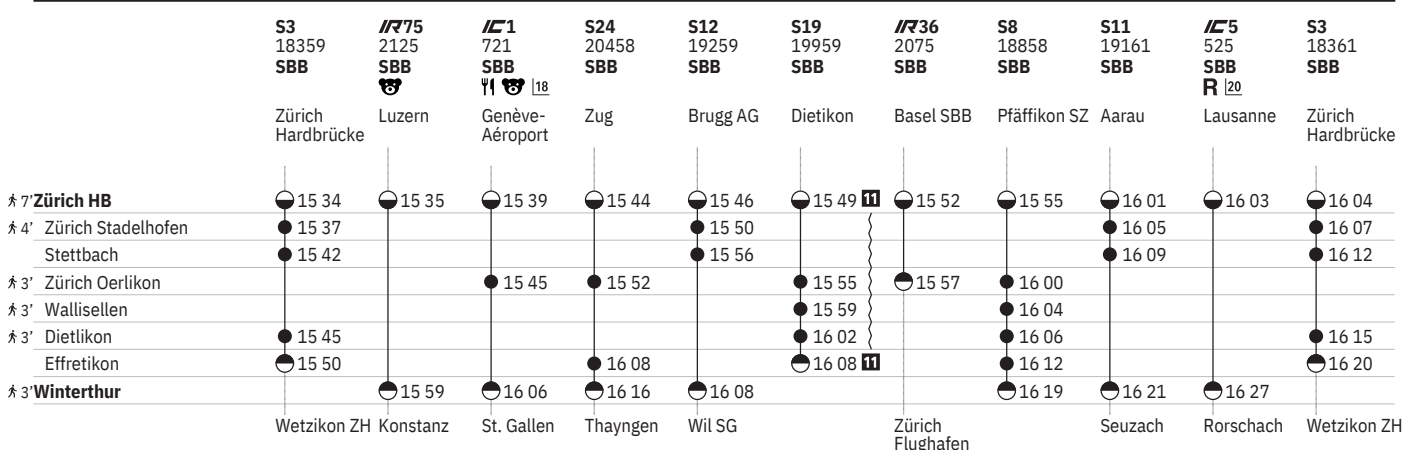 S3 IR75 IC1 S24 S12 S19 IR36 S8 S11 IC5 S3
18359 2125 721 20458 19259 19959 2075 18858 19161 525 18361
SBB SBB SBB SBB SBB SBB SBB SBB SBB SBB SBB
18 R 20
Zürich Luzern Genève- Zug Brugg AG Dietikon Basel SBB Pfäffikon SZ Aarau Lausanne Zürich
Hardbrücke Aéroport Hardbrücke
7’ Zürich HB 15 34 15 35 15 39 15 44 15 46 15 49 11 15 52 15 55 16 01 16 03 16 04
4’ Zürich Stadelhofen 15 37 15 50 16 05 16 07
Stettbach 15 42 15 56 16 09 16 12
3’ Zürich Oerlikon 15 45 15 52 15 55 15 57 16 00
3’ Wallisellen 15 59 16 04
3’ Dietlikon 15 45 16 02 16 06 16 15
Effretikon 15 50 16 08 16 08 11 16 12 16 20
3’ Winterthur 15 59 16 06 16 16 16 08 16 19 16 21 16 27
Wetzikon ZH Konstanz St. Gallen Thayngen Wil SG Zürich Seuzach Rorschach Wetzikon ZH
Flughafen